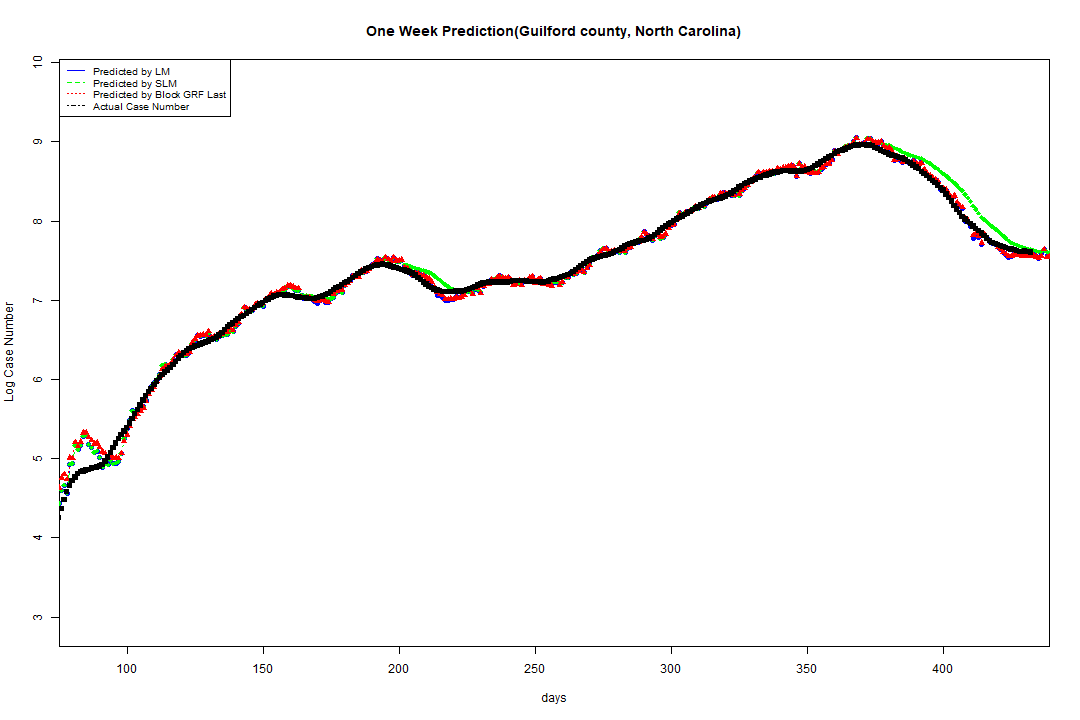 One Week Prediction(Guilford county, North Carolina)
Predicted by LM
Predicted by SLM
Predicted by Block GRF Last
Actual Case Number
10
9
8
7
6
5
4
3
Log Case Number
100 150 200 250 300 350 400
days